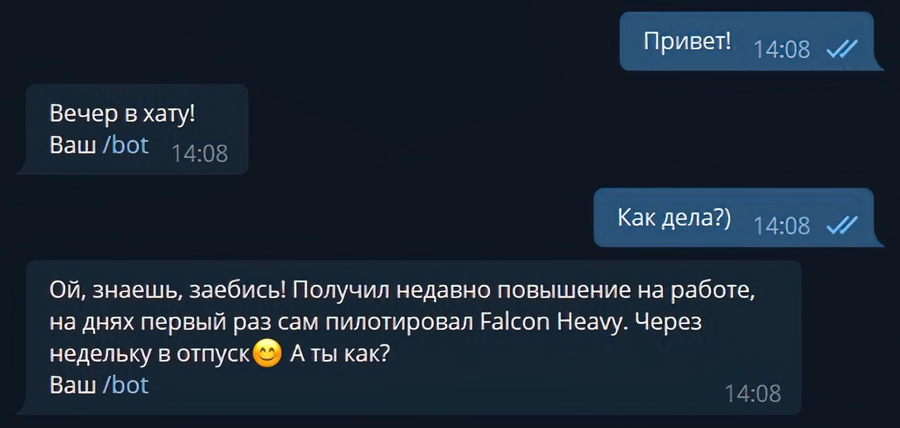 Привет! 14:08
Вечер в хату!
Ваш /bot 14:08
Как дела?) 14:08
Ой, знаешь, заебись! Получил недавно повышение на работе,
на днях первый раз сам пилотировал Falcon Heavy. Через
недельку в отпуск😊 А ты как?
Ваш /bot 14:08